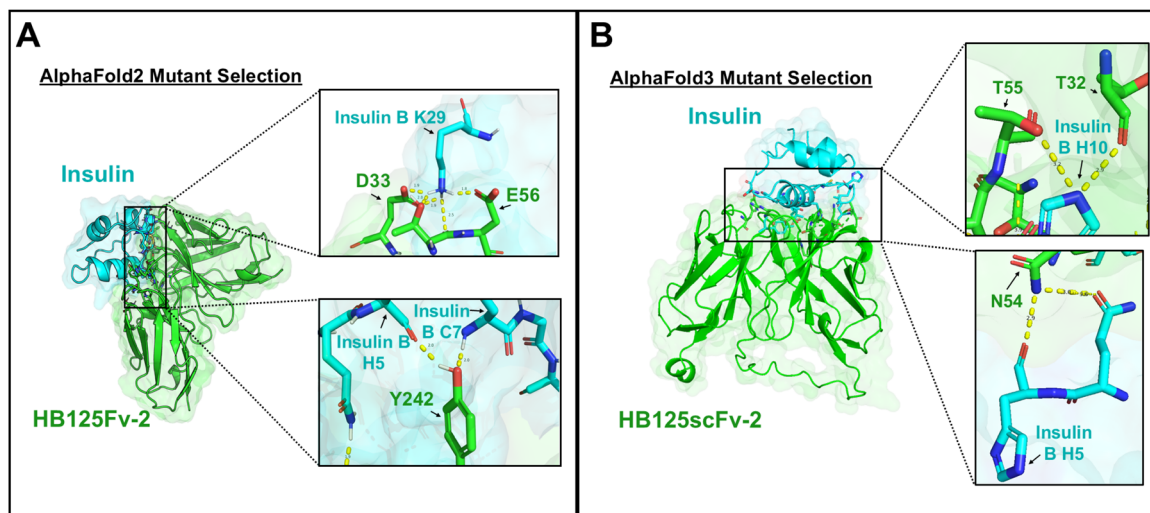 A
AlphaFold2 Mutant Selection
Insulin
HB125Fv-2
Insulin B K29
D33
E56
Insulin B
H5
Insulin
B C7
Y242
B
AlphaFold3 Mutant Selection
Insulin
HB125scFv-2
T55
T32
Insulin
B H10
N54
Insulin
B H5